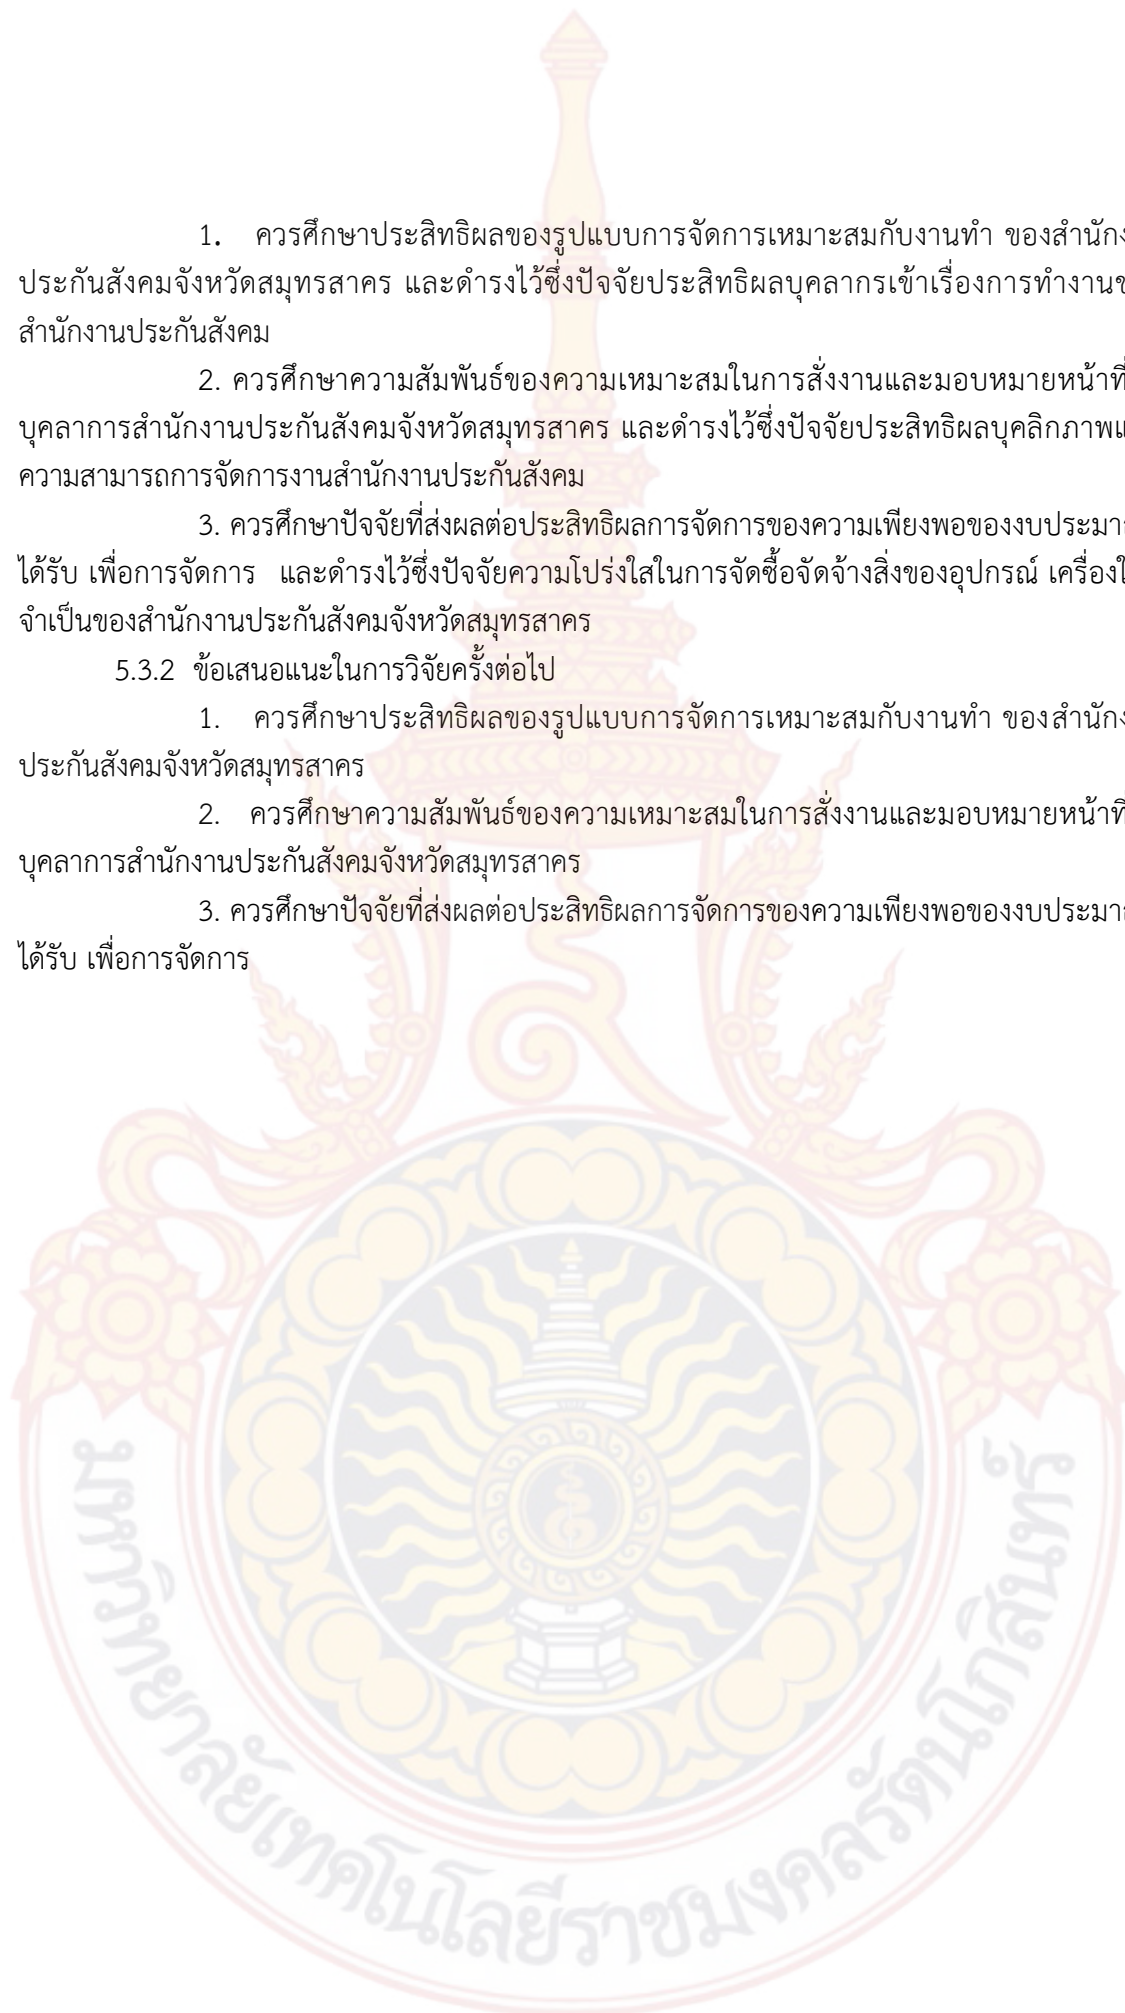 1. ควรศึกษาประสิทธิผลของรูปแบบการจัดการเหมาะสมกับงานทำ ของสำนักง
ประกันสังคมจังหวัดสมุทรสาคร และดำรงไว้ซึ่งปัจจัยประสิทธิผลบุคลากรเข้าเรื่องการทำงานข
สำนักงานประกันสังคม
2. ควรศึกษาความสัมพันธ์ของความเหมาะสมในการสั่งงานและมอบหมายหน้าที่
บุคลาการสำนักงานประกันสังคมจังหวัดสมุทรสาคร และดำรงไว้ซึ่งปัจจัยประสิทธิผลบุคลิกภาพแ
ความสามารถการจัดการงานสำนักงานประกันสังคม
3. ควรศึกษาปัจจัยที่ส่งผลต่อประสิทธิผลการจัดการของความเพียงพอของงบประมา
ได้รับ เพื่อการจัดการ และดำรงไว้ซึ่งปัจจัยความโปร่งใสในการจัดซื้อจัดจ้างสิ่งของอุปกรณ์ เครื่องใ
จำเป็นของสำนักงานประกันสังคมจังหวัดสมุทรสาคร
5.3.2 ข้อเสนอแนะในการวิจัยครั้งต่อไป
1. ควรศึกษาประสิทธิผลของรูปแบบการจัดการเหมาะสมกับงานทำ ของสำนักง
ประกันสังคมจังหวัดสมุทรสาคร
2. ควรศึกษาความสัมพันธ์ของความเหมาะสมในการสั่งงานและมอบหมายหน้าที่
บุคลาการสำนักงานประกันสังคมจังหวัดสมุทรสาคร
3. ควรศึกษาปัจจัยที่ส่งผลต่อประสิทธิผลการจัดการของความเพียงพอของงบประมา
ได้รับ เพื่อการจัดการ
มหาวิทยาลัยเทคโนโลยีราชมงคลรัตนโกสินทร์